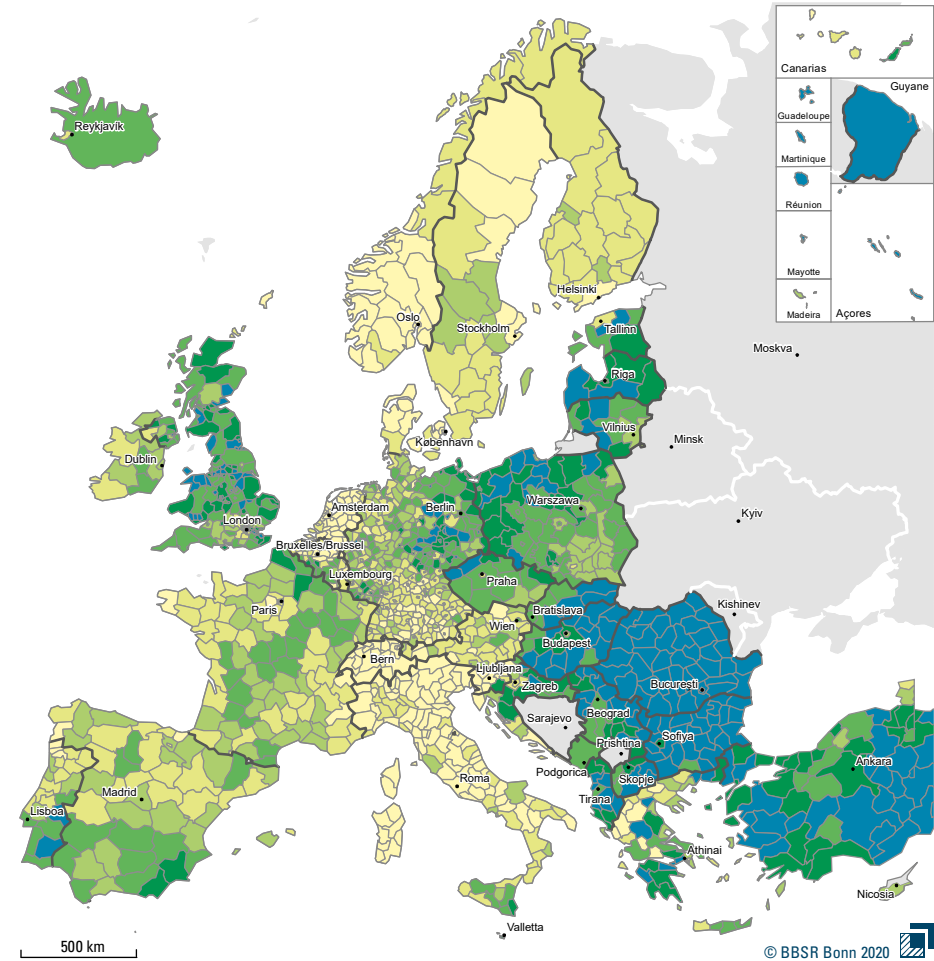 Canarias
Guyane
Guadeloupe
Martinique
Réunion
Mayotte
Madeira
Açores
Reykjavík
Helsinki
Oslo
Stockholm
Tallinn
Moskva
Riga
København
Vilnius
Minsk
Dublin
Amsterdam
Berlin
Warszawa
London
Kyiv
Bruxelles/Brussel
Luxembourg
Praha
Paris
Kishinev
Bratislava
Wien
Budapest
Bern
Ljubljana
Zagreb
Bucureşti
Beograd
Sarajevo
Sofiya
Prishtina
Ankara
Podgorica
Skopje
Roma
Madrid
Tirana
Lisboa
Athinai
Nicosia
Valletta
500 km
© BBSR Bonn 2020